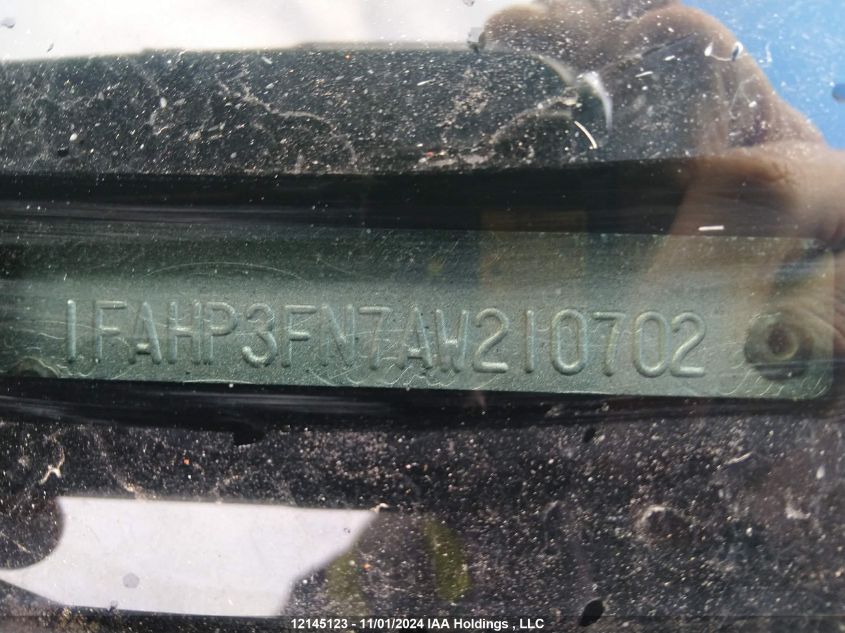 1FAHP3FN7AW210702
12145123 - 11/01/2024 IAA Holdings , LLC